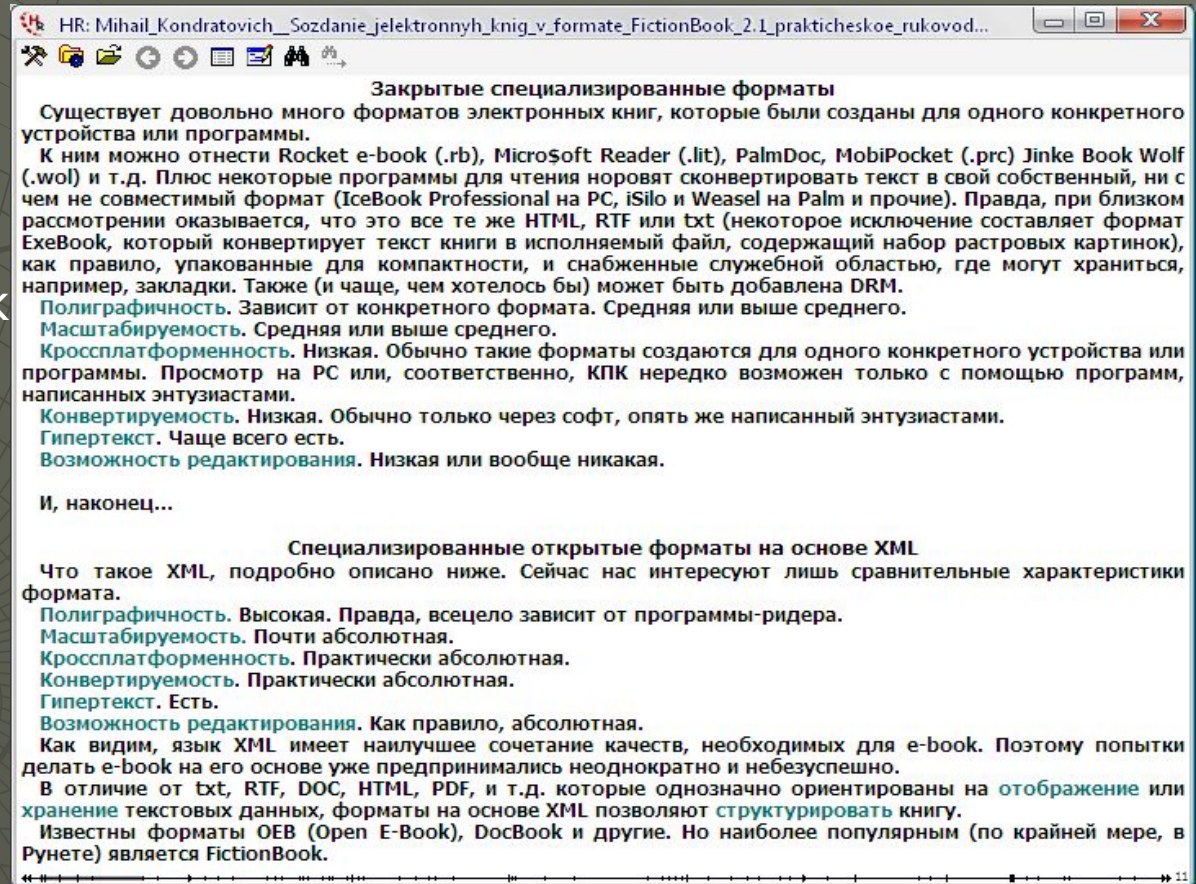 HR: Mihail_Kondratovich__Sozdanie_jelektronnyh_knig_v_formate_FictionBook_2.1_prakticheskoe_rukovod...
Закрытые специализированные форматы
Существует довольно много форматов электронных книг, которые были созданы для одного конкретного
устройства или программы.
К ним можно отнести Rocket e-book (.rb), Micro$oft Reader (.lit), PalmDoc, MobiPocket (.prc) Jinke Book Wolf
(.wol) и т.д. Плюс некоторые программы для чтения норовят сконвертировать текст в свой собственный, ни с
чем не совместимый формат (IceBook Professional на PC, iSilo и Weasel на Palm и прочие). Правда, при близком
рассмотрении оказывается, что это все те же HTML, RTF или txt (некоторое исключение составляет формат
ExeBook, который конвертирует текст книги в исполняемый файл, содержащий набор растровых картинок),
как правило, упакованные для компактности, и снабженные служебной областью, где могут храниться,
например, закладки. Также (и чаще, чем хотелось бы) может быть добавлена DRM.
Полиграфичность. Зависит от конкретного формата. Средняя или выше среднего.
Масштабируемость. Средняя или выше среднего.
Кроссплатформенность. Низкая. Обычно такие форматы создаются для одного конкретного устройства или
программы. Просмотр на PC или, соответственно, КПК нередко возможен только с помощью программ,
написанных энтузиастами.
Конвертируемость. Низкая. Обычно только через софт, опять же написанный энтузиастами.
Гипертекст. Чаще всего есть.
Возможность редактирования. Низкая или вообще никакая.
И, наконец...
Специализированные открытые форматы на основе XML
Что такое XML, подробно описано ниже. Сейчас нас интересуют лишь сравнительные характеристики
формата.
Полиграфичность. Высокая. Правда, всецело зависит от программы-ридера.
Масштабируемость. Почти абсолютная.
Кроссплатформенность. Практически абсолютная.
Конвертируемость. Практически абсолютная.
Гипертекст. Есть.
Возможность редактирования. Как правило, абсолютная.
Как видим, язык XML имеет наилучшее сочетание качеств, необходимых для e-book. Поэтому попытки
делать e-book на его основе уже предпринимались неоднократно и небезуспешно.
В отличие от txt, RTF, DOC, HTML, PDF, и т.д. которые однозначно ориентированы на отображение или
хранение текстовых данных, форматы на основе XML позволяют структурировать книгу.
Известны форматы OEB (Open E-Book), DocBook и другие. Но наиболее популярным (по крайней мере, в
Рунете) является FictionBook.
11